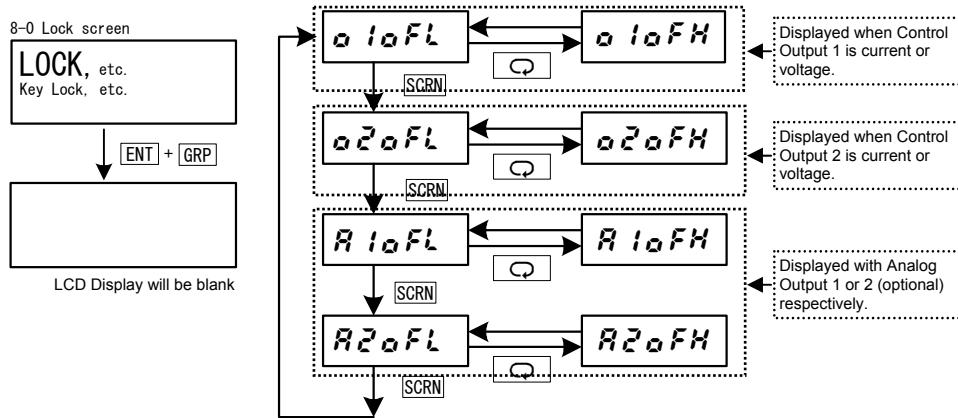 8-0 Lock screen
LOCK, etc.
Key Lock, etc.
ENT + GRP
LCD Display will be blank
o1oFL
o1oFH
SCRN
Displayed when Control
Output 1 is current or
voltage.
o2oFL
o2oFH
SCRN
Displayed when Control
Output 2 is current or
voltage.
A1oFL
A1oFH
SCRN
A2oFL
A2oFH
SCRN
Displayed with Analog
Output 1 or 2 (optional)
respectively.